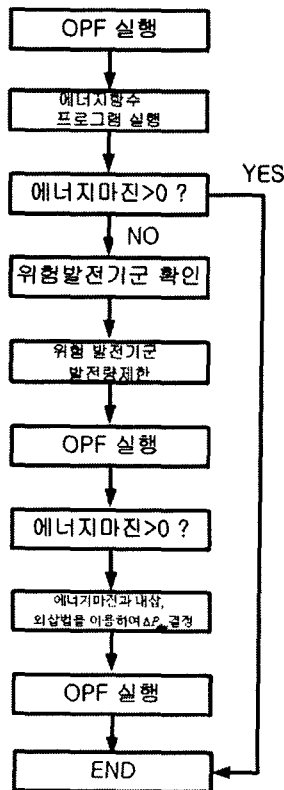 OPF 실행
에너지함수
프로그램 실행
에너지마진>0 ?
YES
NO
위험발전기군 확인
위험 발전기군
발전량제한
OPF 실행
에너지마진>0 ?
에너지마진과 내삽,
외삽법을 이용하여 ΔP 결정
OPF 실행
END